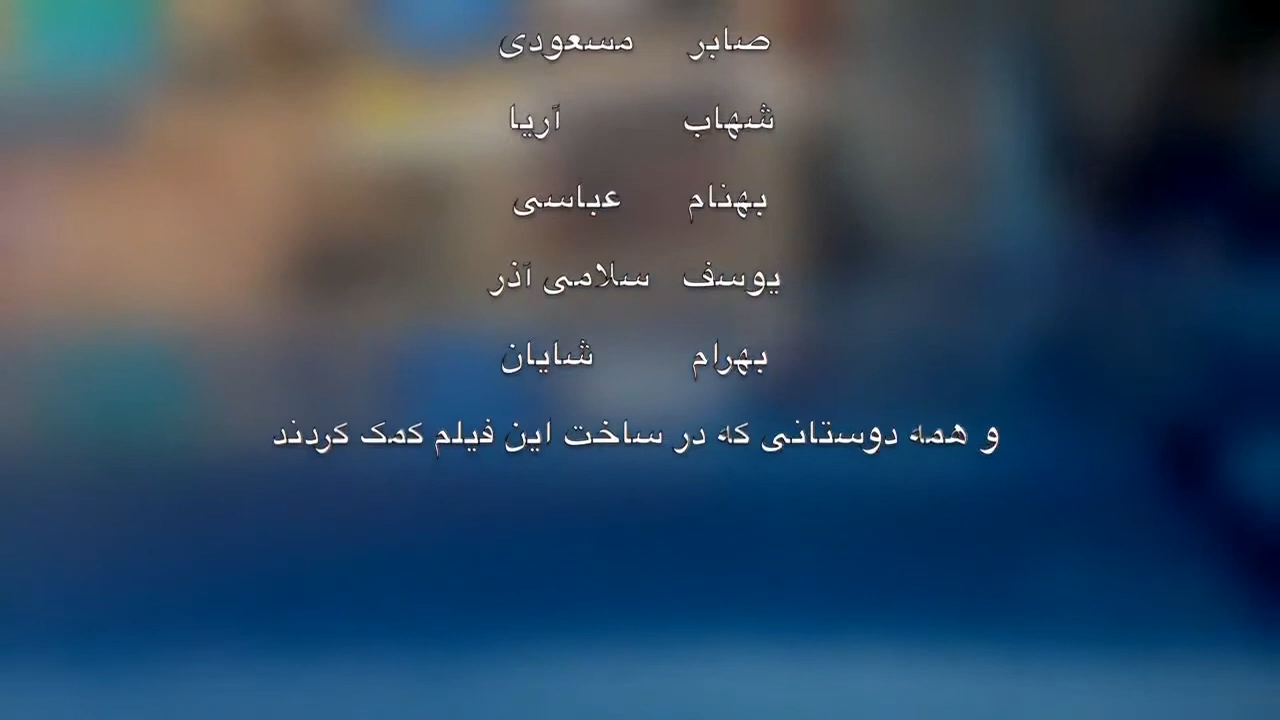 صابر مسعودی
شهاب آریا
بهنام عباسی
یوسف سلامی آذر
بهرام شایان
و همه دوستانی که در ساخت این فیلم کمک کردند